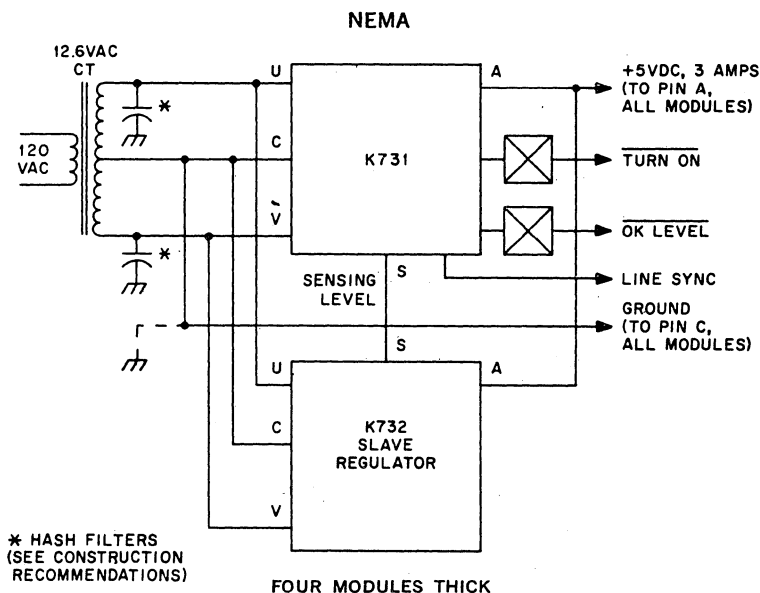 NEMA
12.6VAC
CT
U
A
+5VDC, 3 AMPS
(TO PIN A,
ALL MODULES)
*
120
VAC
C
K731
TURN ON
V
OK LEVEL
*
SENSING
LEVEL
S
LINE SYNC
GROUND
(TO PIN C,
ALL MODULES)
S
U
A
C
K732
SLAVE
REGULATOR
V
* HASH FILTERS
(SEE CONSTRUCTION
RECOMMENDATIONS)
FOUR MODULES THICK